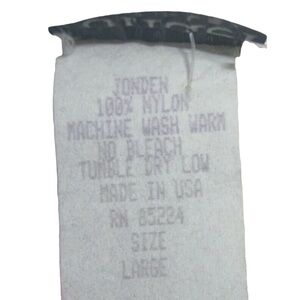 JONDEN
100% NYLON
MACHINE WASH WARM
NO BLEACH
TUMBLE DRY LOW
MADE IN USA
RN 85224
SIZE
LARGE